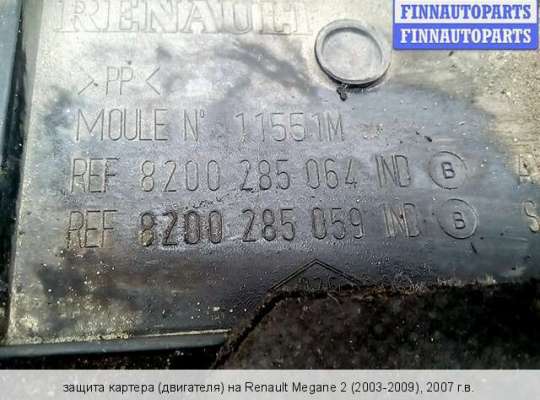 RENAULT
FINNAUTOPARTS
FINNAUTOPARTS
>PP<
MOULE N° 11551M
REF 8200 285 064 IND B
REF 8200 285 059 IND B
защита картера (двигателя) на Renault Megane 2 (2003-2009), 2007 г.в.